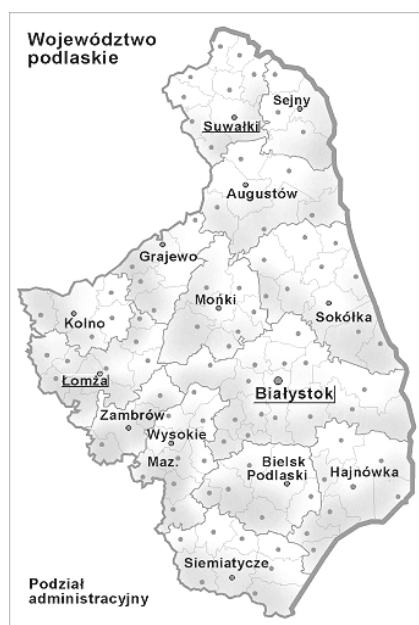 Województwo
podlaskie
Sejny
Suwałki
Augustów
Grajewo
Mońki
Sokółka
Kolno
Łomża
Białystok
Zambrów
Wysokie
Maz.
Bielsk
Podlaski
Hajnówka
Siemiatycze
Podział
administracyjny